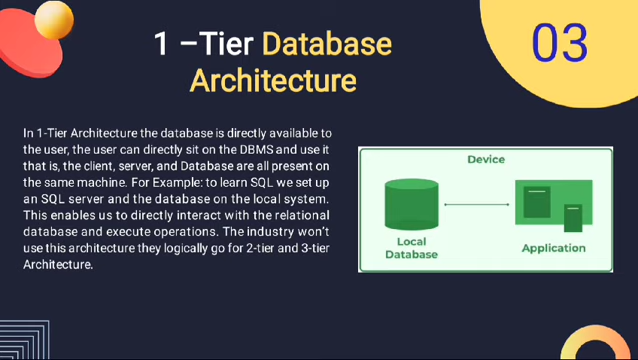 03
1 –Tier Database
Architecture
In 1-Tier Architecture the database is directly available to
the user, the user can directly sit on the DBMS and use it
that is, the client, server, and Database are all present on
the same machine. For Example: to learn SQL we set up
an SQL server and the database on the local system.
This enables us to directly interact with the relational
database and execute operations. The industry won't
use this architecture they logically go for 2-tier and 3-tier
Architecture.
Device
Local
Database
Application